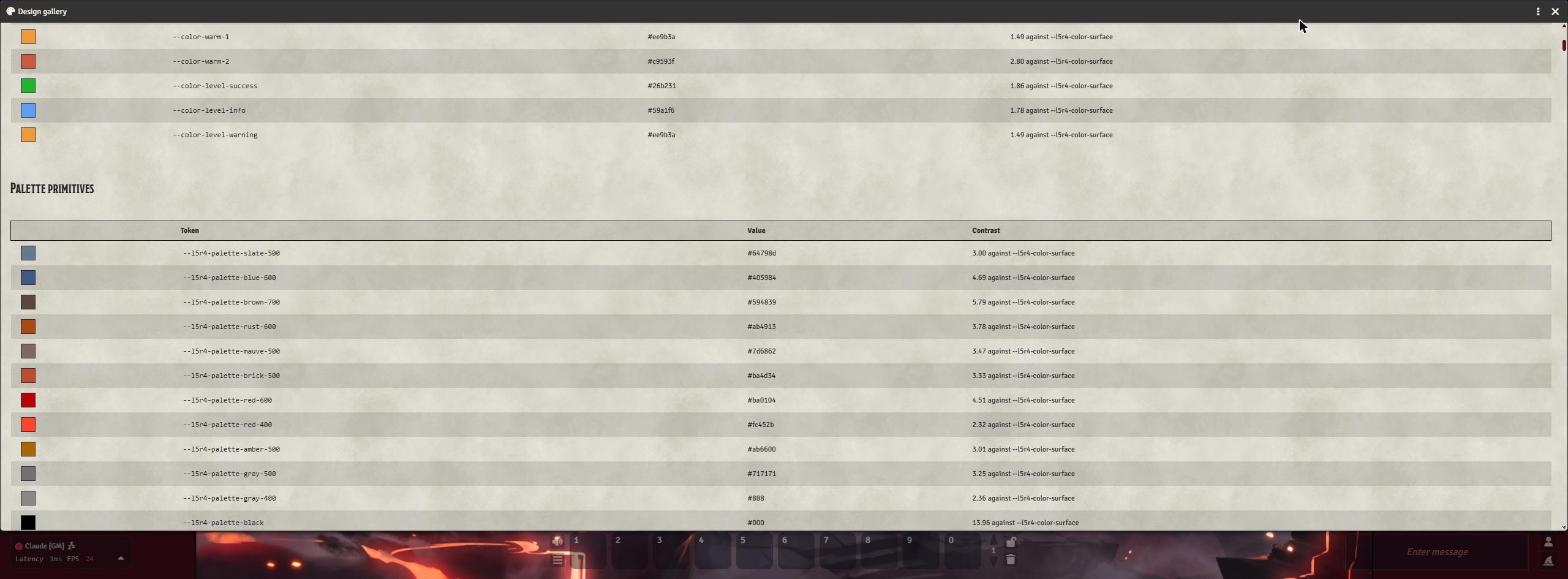 Design gallery
--color-warm-1 #ee9b3a 1.49 against --l5r4-color-surface
--color-warm-2 #c9593f 2.80 against --l5r4-color-surface
--color-level-success #26b231 1.86 against --l5r4-color-surface
--color-level-info #59a1f6 1.78 against --l5r4-color-surface
--color-level-warning #ee9b3a 1.49 against --l5r4-color-surface
Palette primitives
Token Value Contrast
--l5r4-palette-slate-500 #64798d 3.00 against --l5r4-color-surface
--l5r4-palette-blue-600 #405984 4.69 against --l5r4-color-surface
--l5r4-palette-brown-700 #594839 5.79 against --l5r4-color-surface
--l5r4-palette-rust-600 #ab4913 3.78 against --l5r4-color-surface
--l5r4-palette-mauve-500 #7d6862 3.47 against --l5r4-color-surface
--l5r4-palette-brick-500 #ba4d34 3.33 against --l5r4-color-surface
--l5r4-palette-red-600 #ba0104 4.51 against --l5r4-color-surface
--l5r4-palette-red-400 #fc452b 2.32 against --l5r4-color-surface
--l5r4-palette-amber-500 #ab6600 3.01 against --l5r4-color-surface
--l5r4-palette-gray-500 #717171 3.25 against --l5r4-color-surface
--l5r4-palette-gray-400 #888 2.36 against --l5r4-color-surface
--l5r4-palette-black #000 13.96 against --l5r4-color-surface
Claude [GM]
Latency 3ms FPS 24
1 2 3 4 5 6 7 8 9 0
1
Enter message